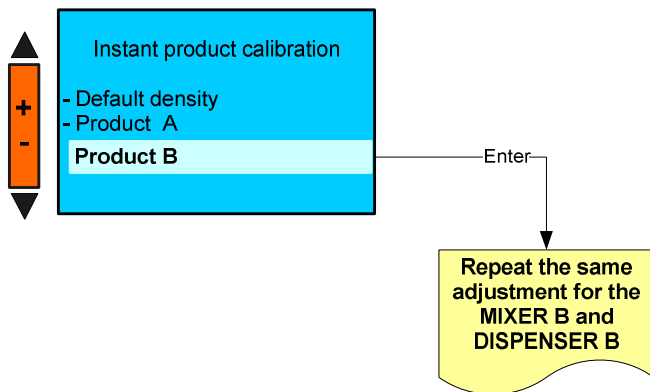 Instant product calibration
+
-
- Default density
- Product A
Product B
Enter
Repeat the same
adjustment for the
MIXER B and
DISPENSER B